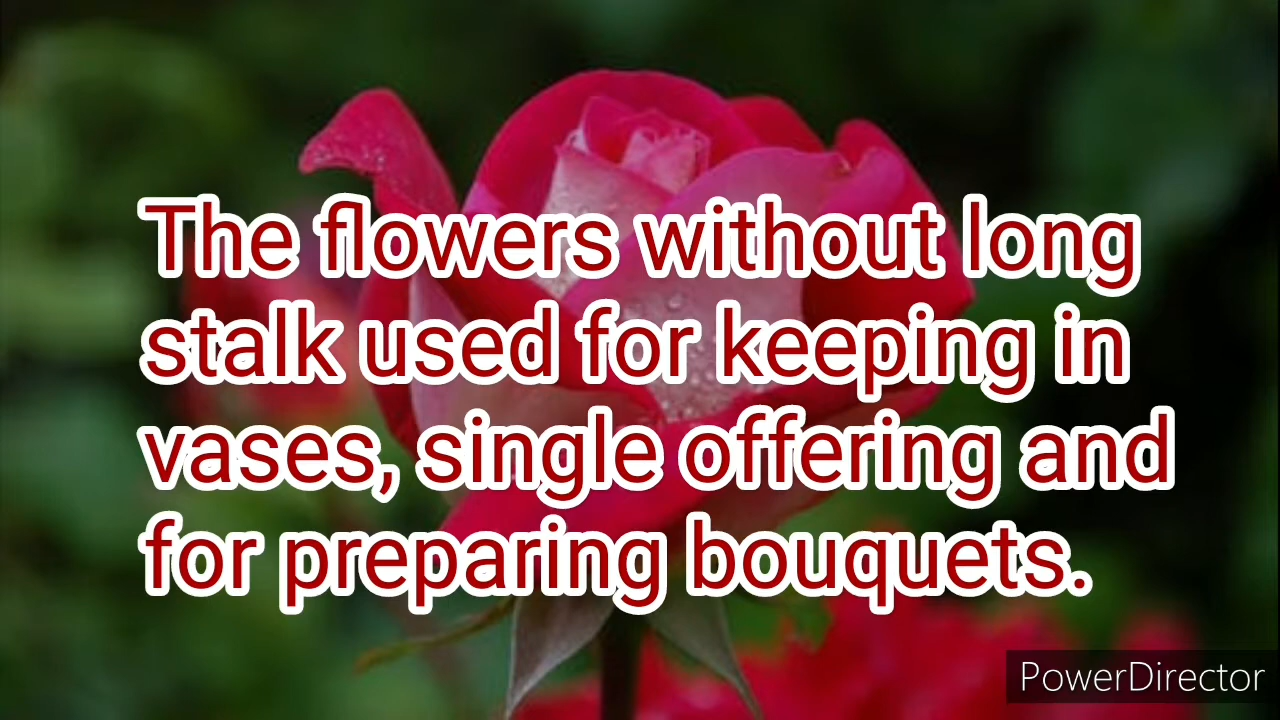 The flowers without long
stalk used for keeping in
vases, single offering and
for preparing bouquets.
PowerDirector